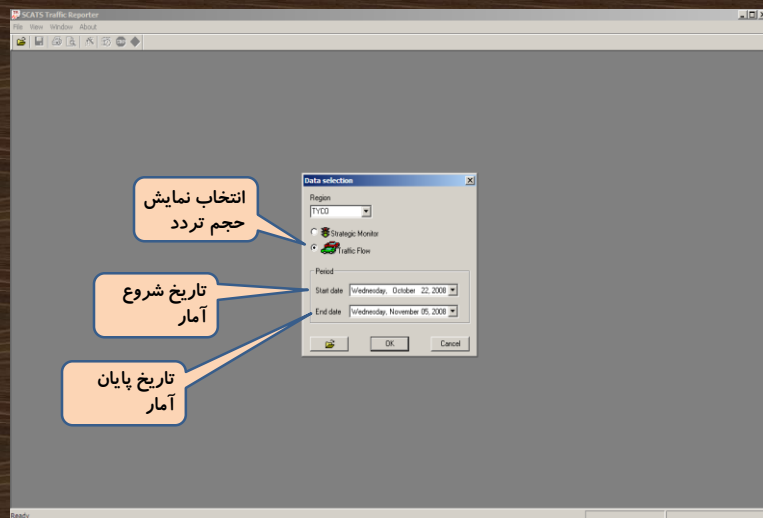 SCATS Traffic Reporter
File View Window About
Data selection
Region
TYCO
Strategic Monitor
Traffic Flow
Period
Start date Wednesday, October 22, 2008
End date Wednesday, November 05, 2008
OK Cancel
انتخاب نمایش
حجم تردد
تاریخ شروع
آمار
تاریخ پایان
آمار
Ready